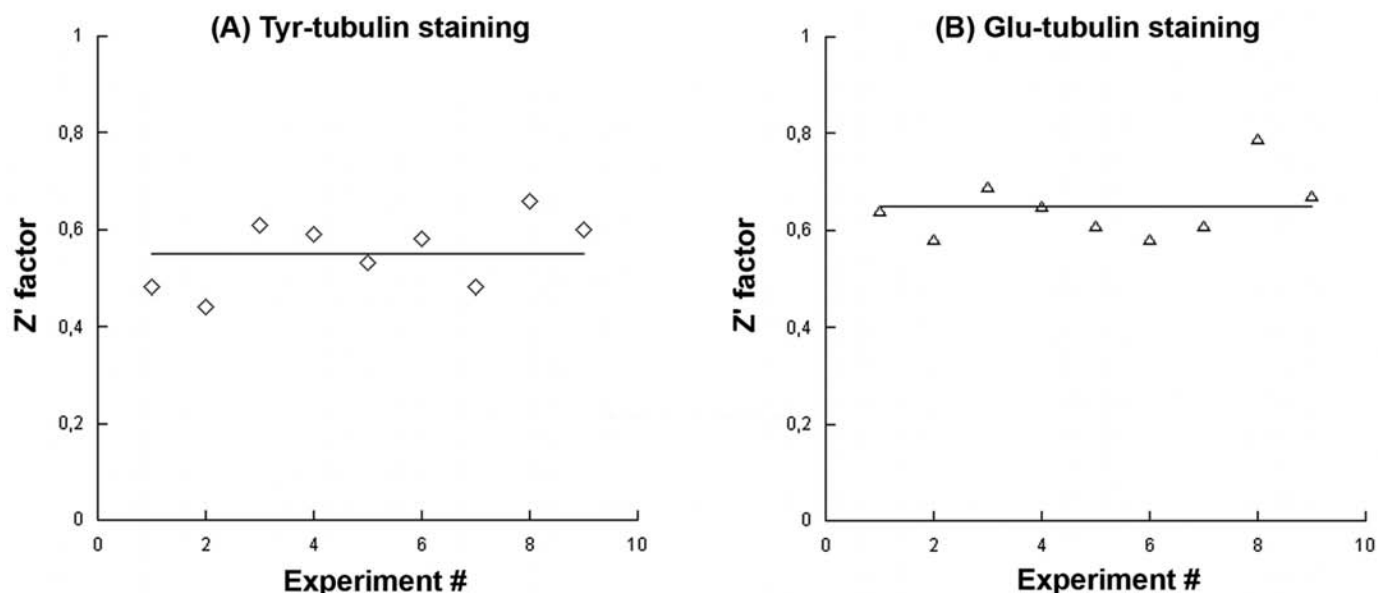 (A) Tyr-tubulin staining
1
0,8
0,6
0,4
0,2
0
Z' factor
0 2 4 6 8 10
Experiment #
(B) Glu-tubulin staining
1
0,8
0,6
0,4
0,2
0
Z' factor
0 2 4 6 8 10
Experiment #